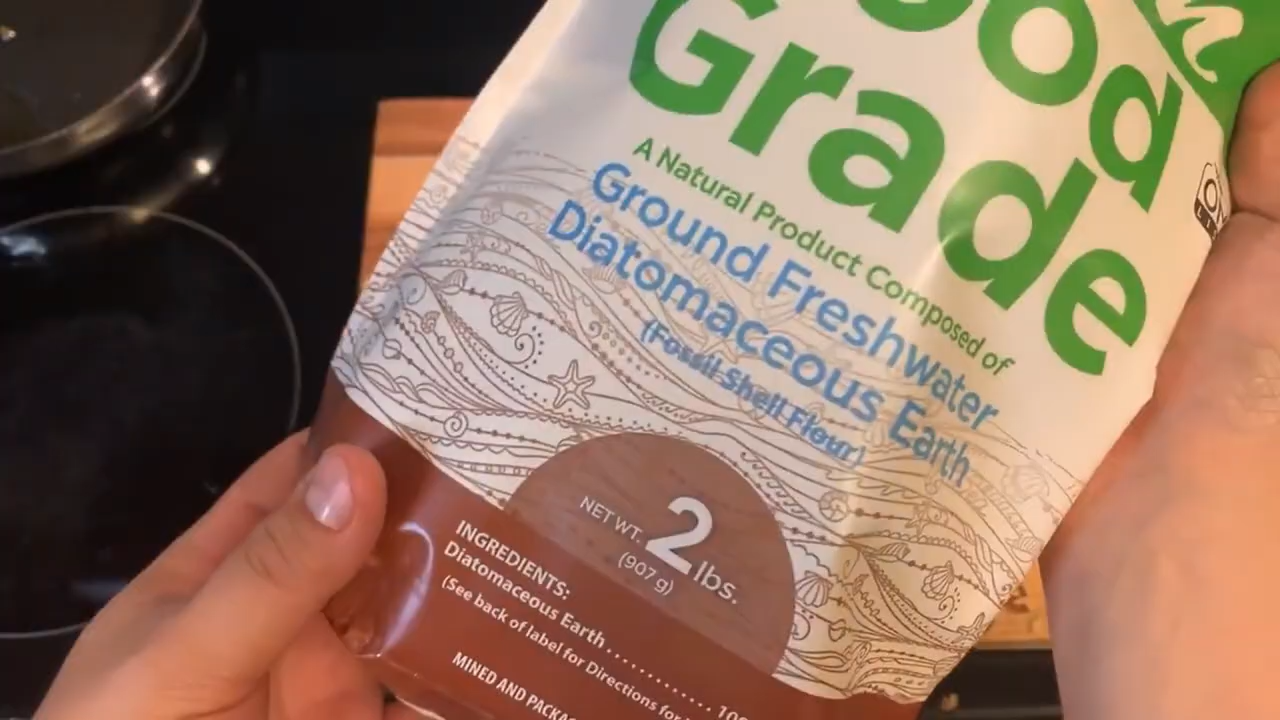 Grade
A Natural Product Composed of
Ground Freshwater
Diatomaceous Earth
(Fossil Shell Flour)
NET WT. 2 lbs.
(907 g)
INGREDIENTS:
Diatomaceous Earth...................
(See back of label for Directions for
MINED AND